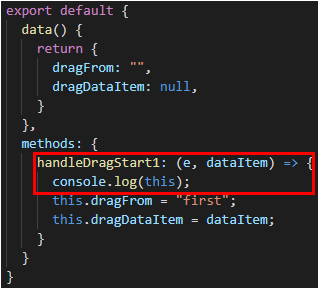 export default {
data() {
return {
dragFrom: "",
dragDataItem: null,
}
},
methods: {
handleDragStart1: (e, dataItem) => {
console.log(this);
this.dragFrom = "first";
this.dragDataItem = dataItem;
}
}
}